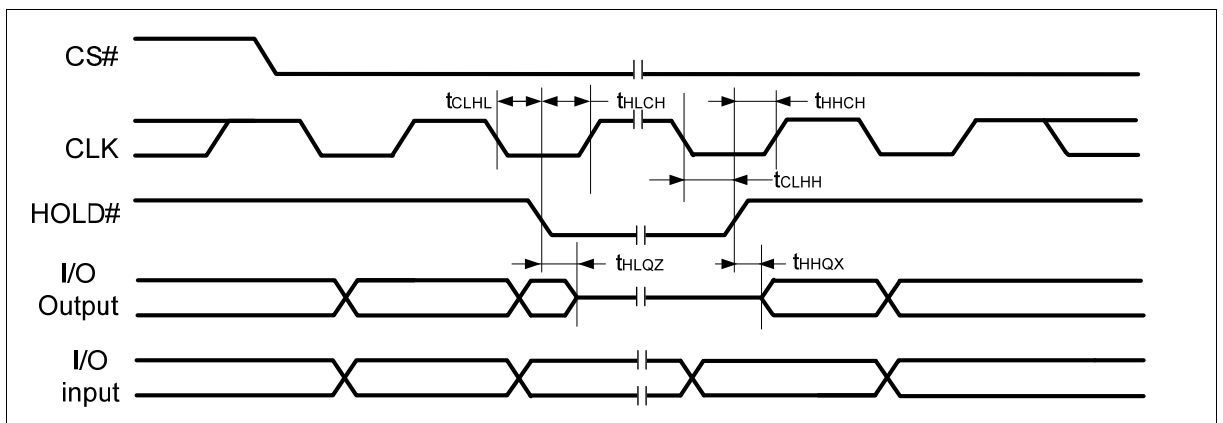 CS#
tCLHL
tHLCH
tHHCH
CLK
tCLHH
HOLD#
tHLQZ
tHHQX
I/O
Output
I/O
input